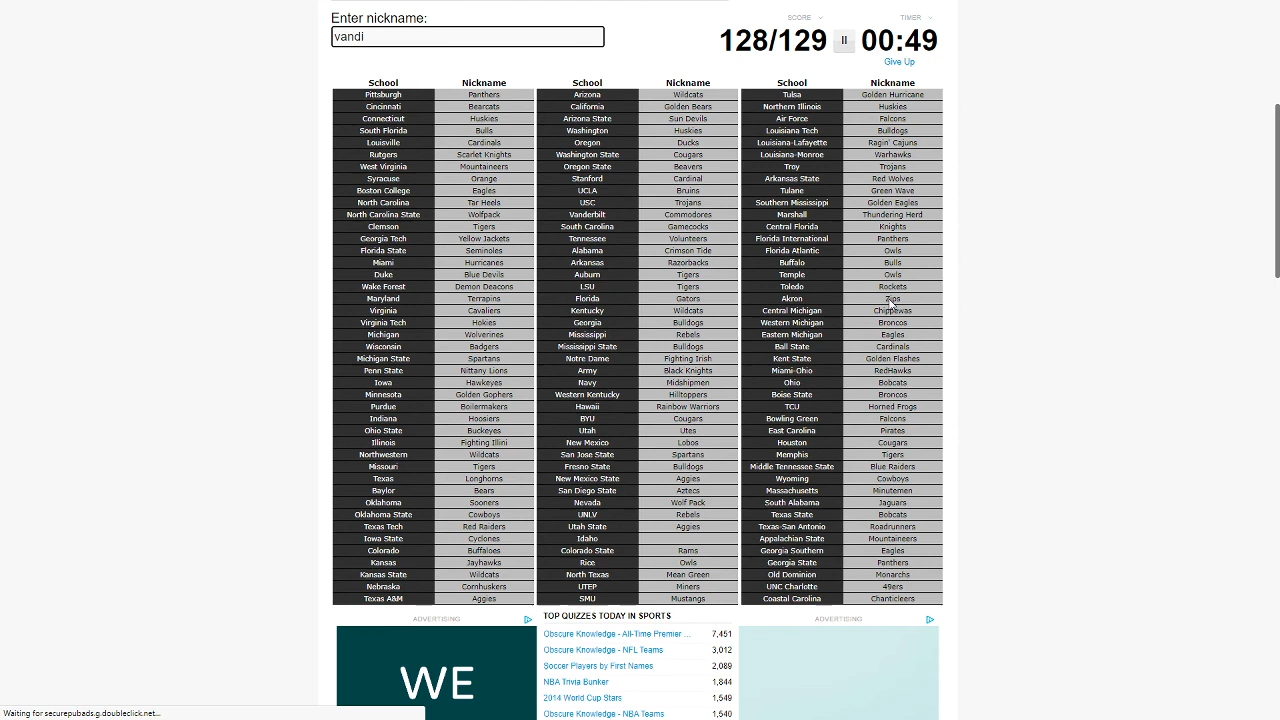 Enter nickname:
vandi
SCORE
TIMER
128/129
00:49
Give Up
School Nickname School Nickname School Nickname
Pittsburgh Panthers Arizona Wildcats Tulsa Golden Hurricane
Cincinnati Bearcats California Golden Bears Northern Illinois Huskies
Connecticut Huskies Arizona State Sun Devils Air Force Falcons
South Florida Bulls Washington Huskies Louisiana Tech Bulldogs
Louisville Cardinals Oregon Ducks Louisiana-Lafayette Ragin' Cajuns
Rutgers Scarlet Knights Washington State Cougars Louisiana-Monroe Warhawks
West Virginia Mountaineers Oregon State Beavers Troy Trojans
Syracuse Orange Stanford Cardinal Arkansas State Red Wolves
Boston College Eagles UCLA Bruins Tulane Green Wave
North Carolina Tar Heels USC Trojans Southern Mississippi Golden Eagles
North Carolina State Wolfpack Vanderbilt Commodores Marshall Thundering Herd
Clemson Tigers South Carolina Gamecocks Central Florida Knights
Georgia Tech Yellow Jackets Tennessee Volunteers Florida International Panthers
Florida State Seminoles Alabama Crimson Tide Florida Atlantic Owls
Miami Hurricanes Arkansas Razorbacks Buffalo Bulls
Duke Blue Devils Auburn Tigers Temple Owls
Wake Forest Demon Deacons LSU Tigers Toledo Rockets
Maryland Terrapins Florida Gators Akron Zips
Virginia Cavaliers Kentucky Wildcats Central Michigan Chippewas
Virginia Tech Hokies Georgia Bulldogs Western Michigan Broncos
Michigan Wolverines Mississippi Rebels Eastern Michigan Eagles
Wisconsin Badgers Mississippi State Bulldogs Ball State Cardinals
Michigan State Spartans Notre Dame Fighting Irish Kent State Golden Flashes
Penn State Nittany Lions Army Black Knights Miami-Ohio RedHawks
Iowa Hawkeyes Navy Midshipmen Ohio Bobcats
Minnesota Golden Gophers Western Kentucky Hilltoppers Boise State Broncos
Purdue Boilermakers Hawaii Rainbow Warriors TCU Horned Frogs
Indiana Hoosiers BYU Cougars Bowling Green Falcons
Ohio State Buckeyes Utah Utes East Carolina Pirates
Illinois Fighting Illini New Mexico Lobos Houston Cougars
Northwestern Wildcats San Jose State Spartans Memphis Tigers
Missouri Tigers Fresno State Bulldogs Middle Tennessee State Blue Raiders
Texas Longhorns New Mexico State Aggies Wyoming Cowboys
Baylor Bears San Diego State Aztecs Massachusetts Minutemen
Oklahoma Sooners Nevada Wolf Pack South Alabama Jaguars
Oklahoma State Cowboys UNLV Rebels Texas State Bobcats
Texas Tech Red Raiders Utah State Aggies Texas-San Antonio Roadrunners
Iowa State Cyclones Idaho Appalachian State Mountaineers
Colorado Buffaloes Colorado State Rams Georgia Southern Eagles
Kansas Jayhawks Rice Owls Georgia State Panthers
Kansas State Wildcats North Texas Mean Green Old Dominion Monarchs
Nebraska Cornhuskers UTEP Miners UNC Charlotte 49ers
Texas A&M Aggies SMU Mustangs Coastal Carolina Chanticleers
ADVERTISING
WE
TOP QUIZZES TODAY IN SPORTS
Obscure Knowledge - All-Time Premier ... 7,451
Obscure Knowledge - NFL Teams 3,012
Soccer Players by First Names 2,089
NBA Trivia Bunker 1,844
2014 World Cup Stars 1,549
Obscure Knowledge - NBA Teams 1,540
ADVERTISING
Waiting for securepubads.g.doubleclick.net...